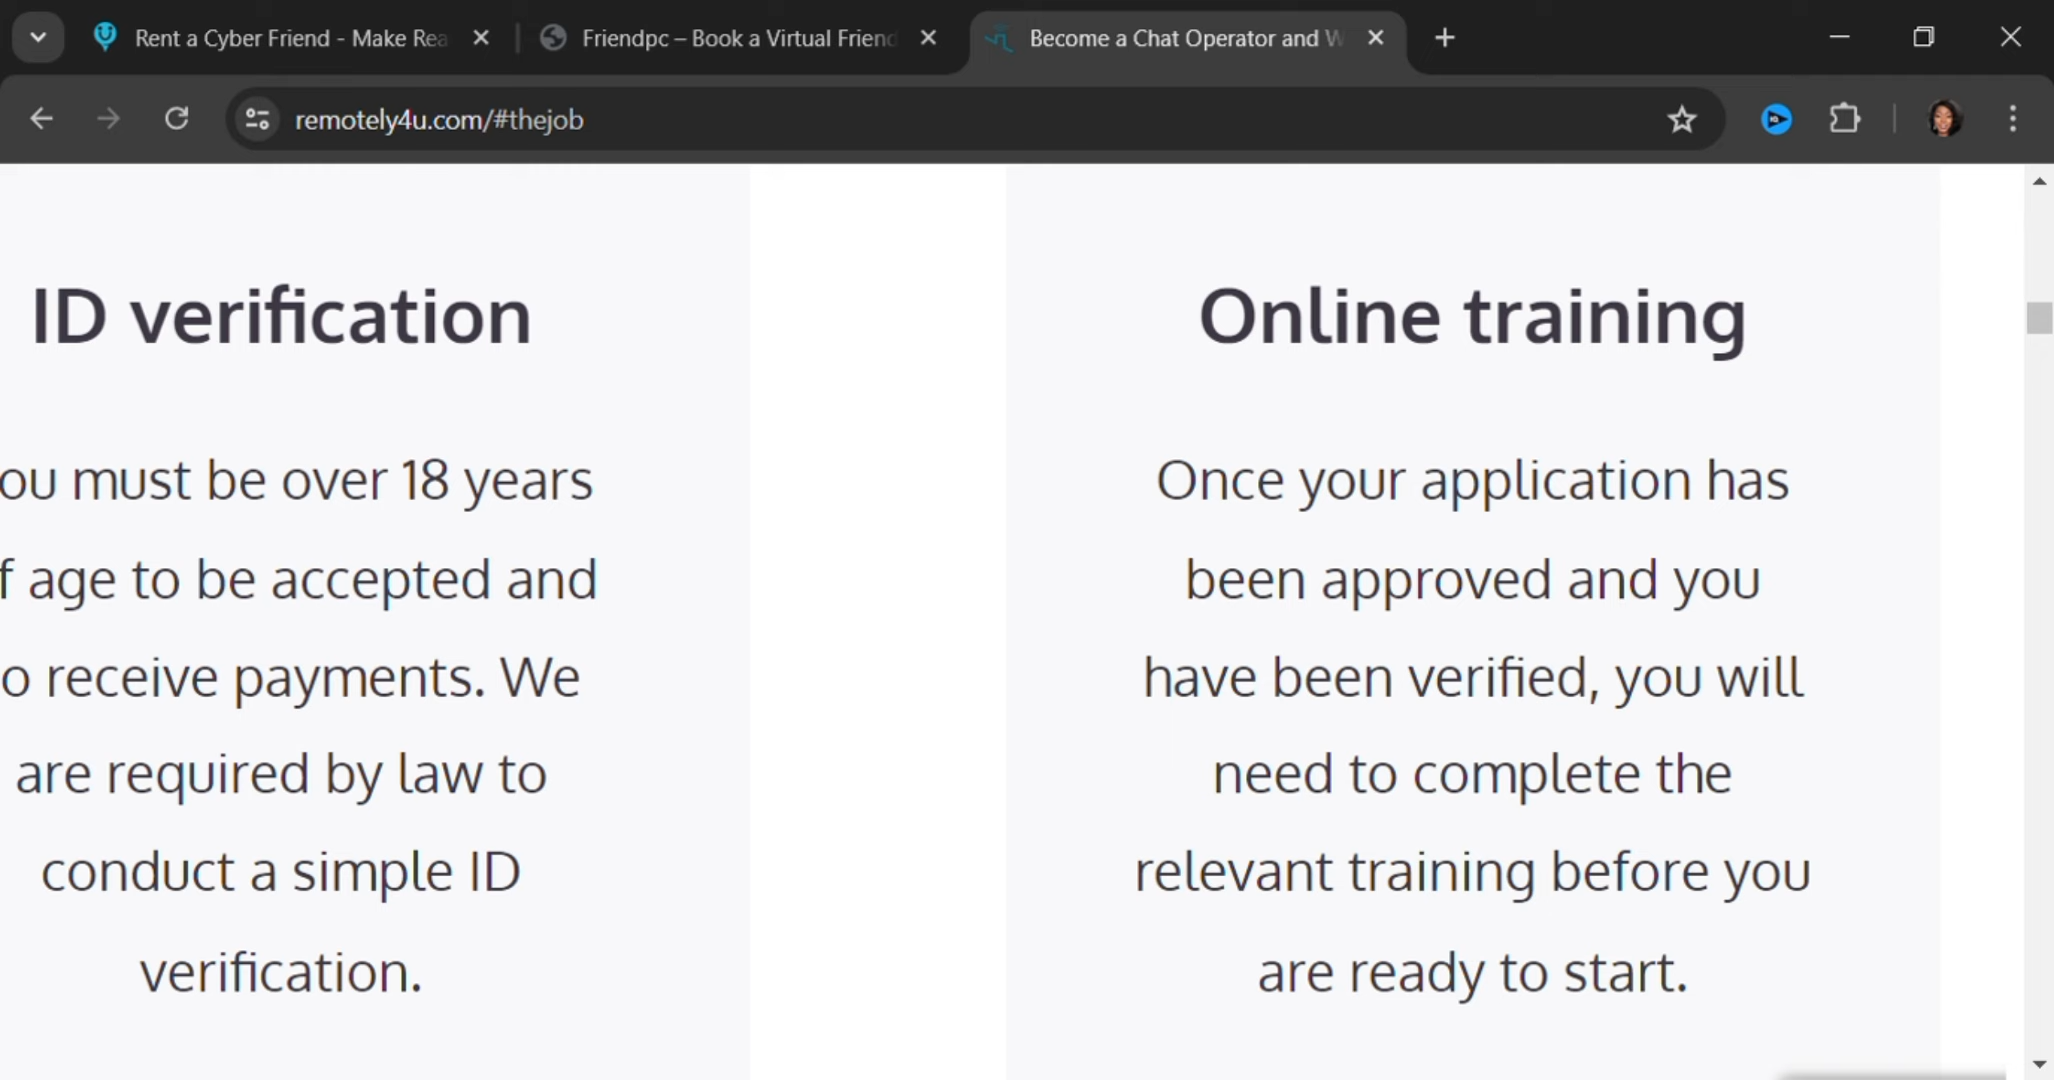 Rent a Cyber Friend - Make Rea
Friendpc – Book a Virtual Friend
Become a Chat Operator and W
remotely4u.com/#thejob
ID verification
ou must be over 18 years
f age to be accepted and
o receive payments. We
are required by law to
conduct a simple ID
verification.
Online training
Once your application has
been approved and you
have been verified, you will
need to complete the
relevant training before you
are ready to start.